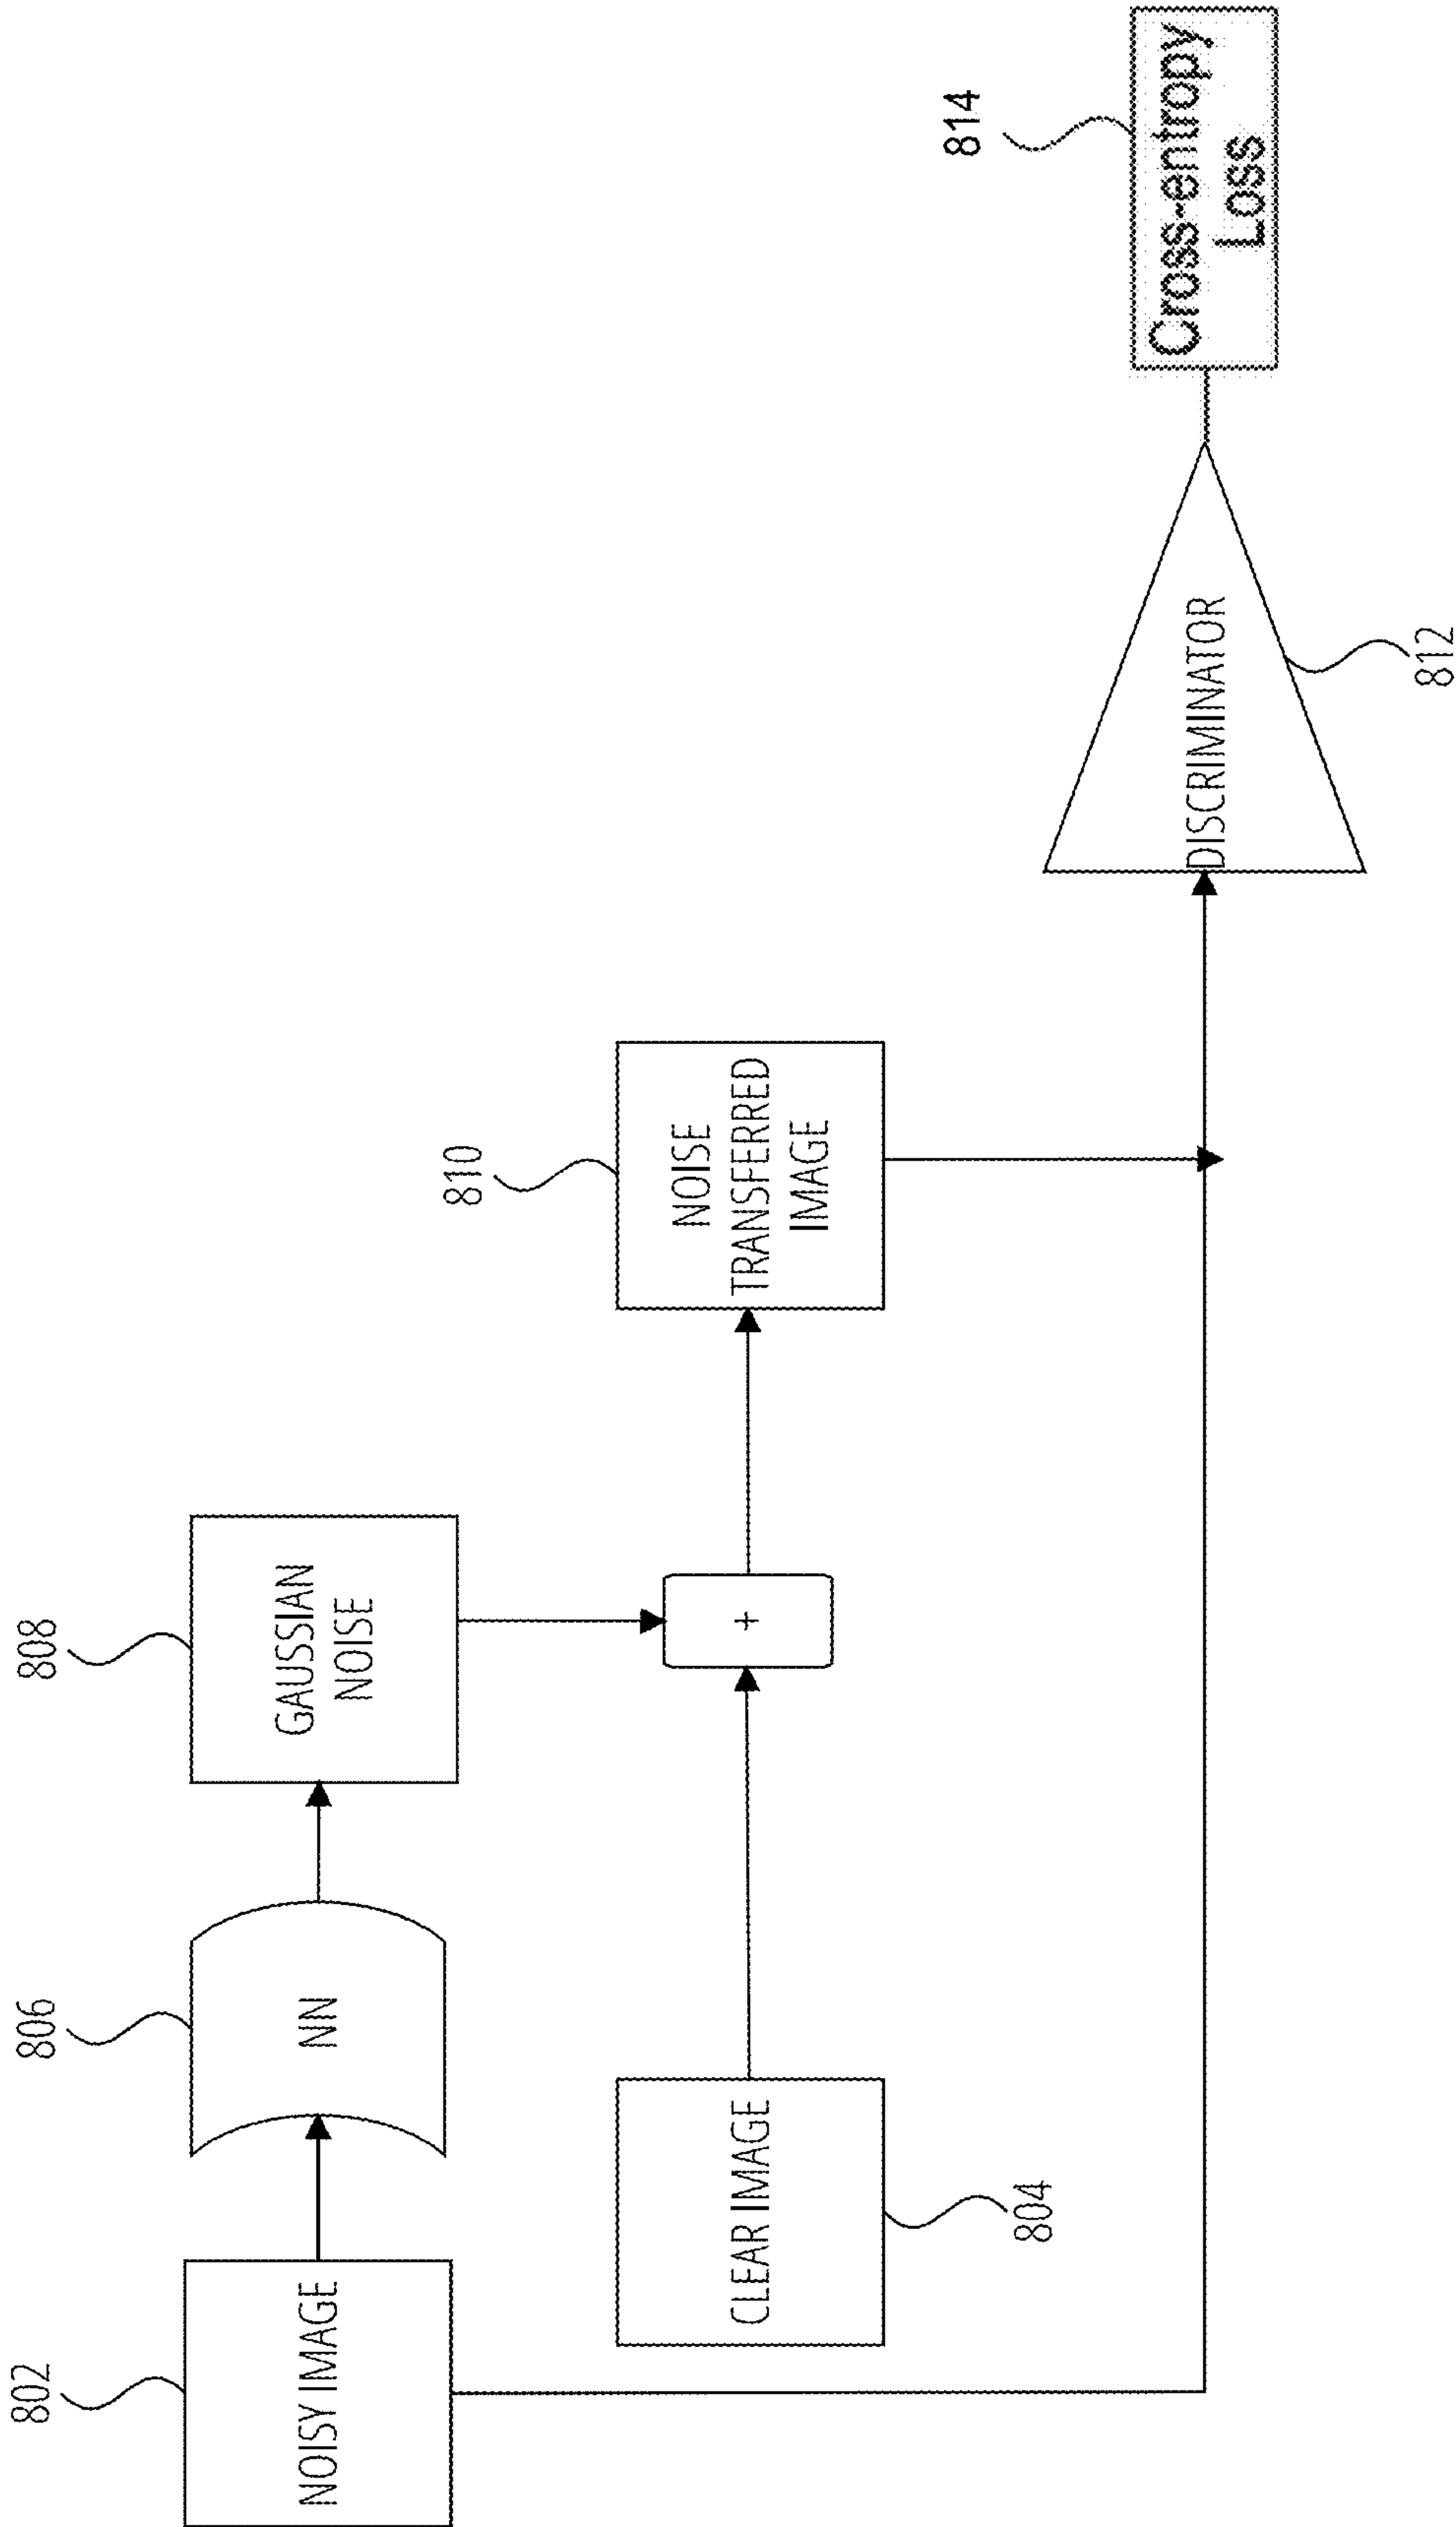 802
NOISY IMAGE
806
NN
808
GAUSSIAN
NOISE
CLEAR IMAGE
804
+
810
NOISE
TRANSFERRED
IMAGE
DISCRIMINATOR
812
814
Cross-entropy
Loss